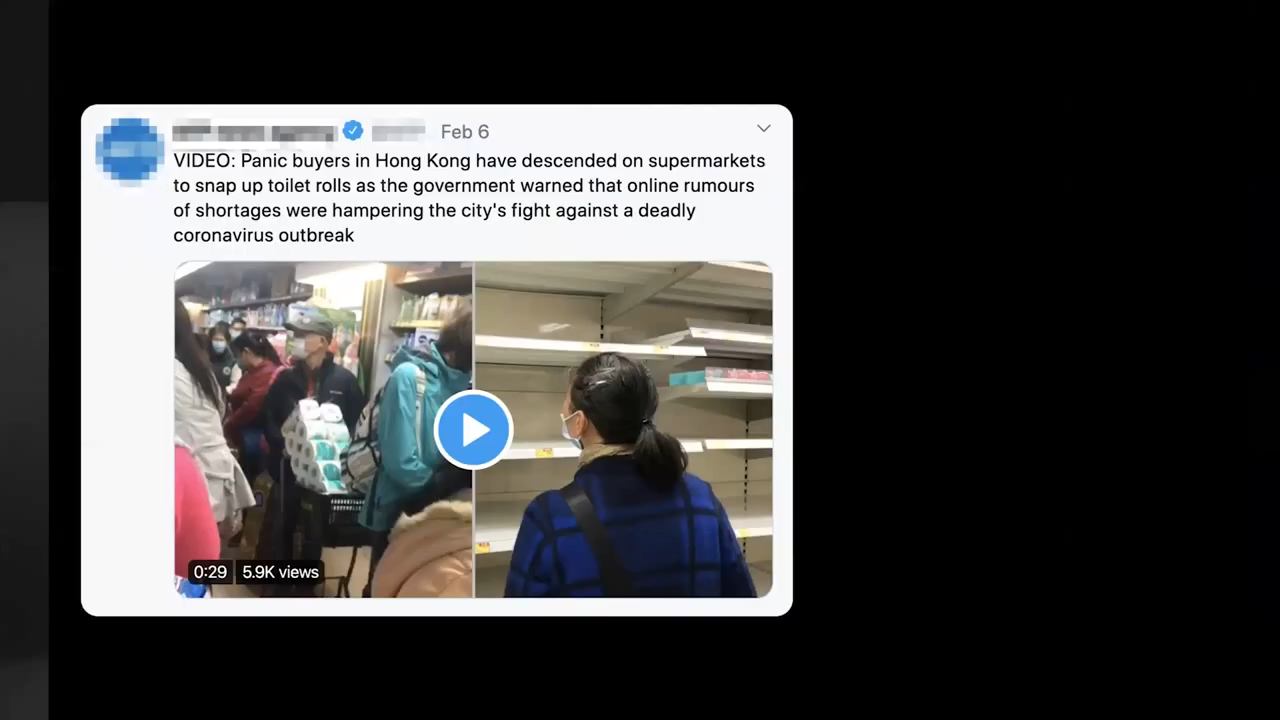 Feb 6
VIDEO: Panic buyers in Hong Kong have descended on supermarkets
to snap up toilet rolls as the government warned that online rumours
of shortages were hampering the city's fight against a deadly
coronavirus outbreak
0:29 5.9K views